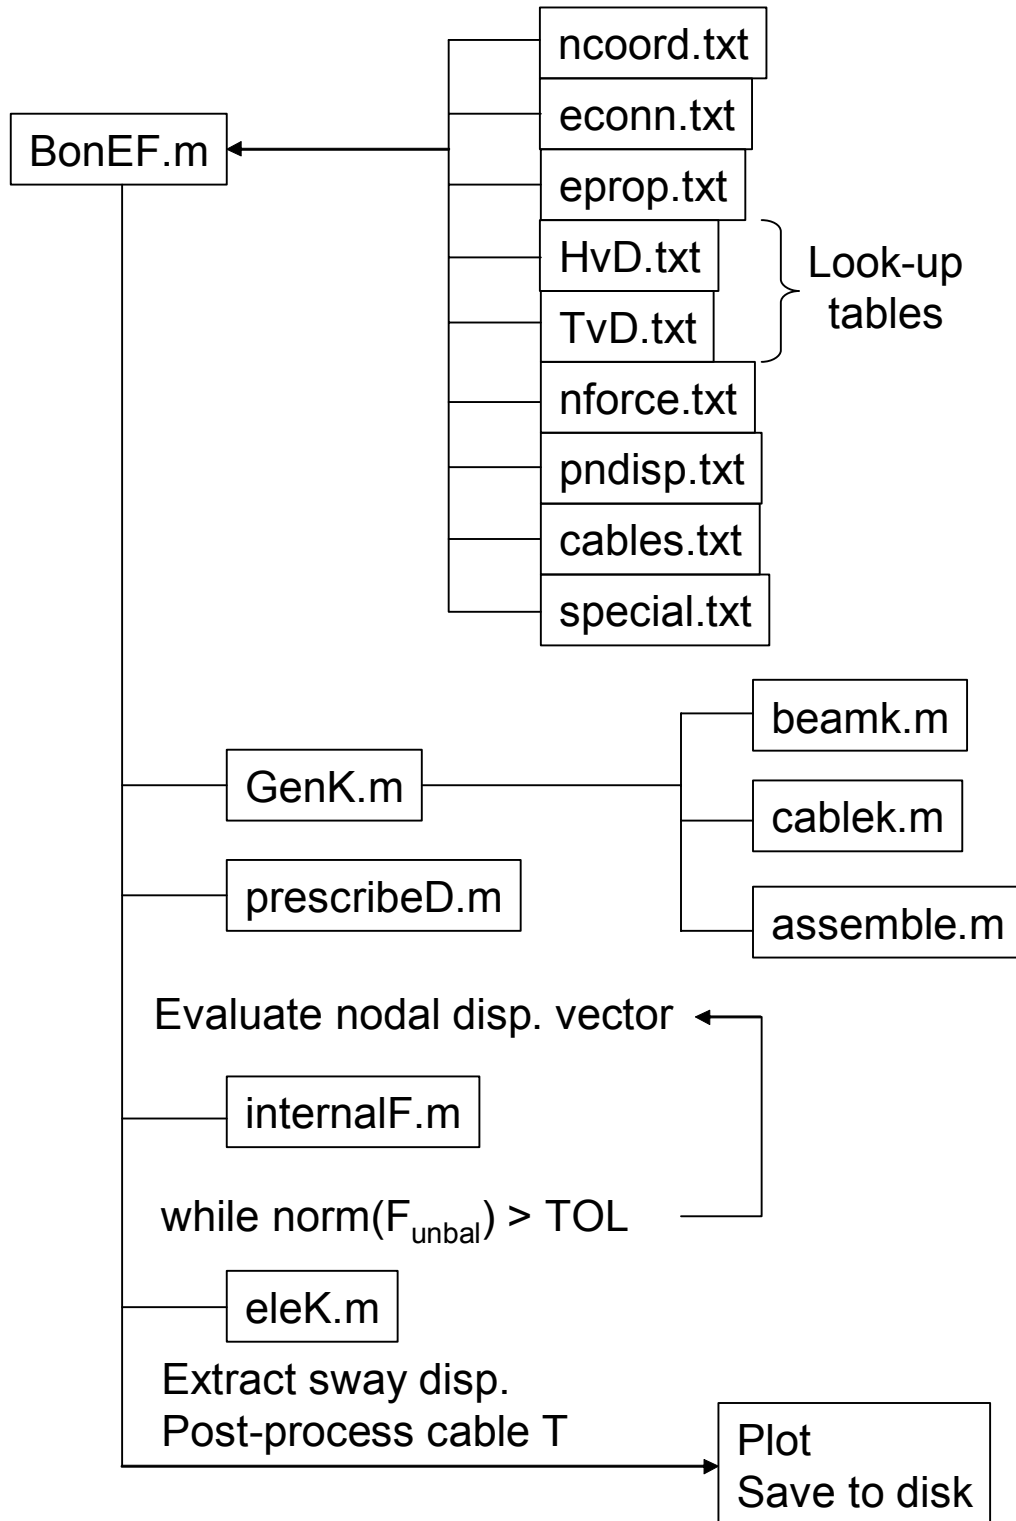 ncoord.txt
econn.txt
BonEF.m
eprop.txt
HvD.txt
Look-up
tables
TvD.txt
nforce.txt
pndisp.txt
cables.txt
special.txt
beamk.m
GenK.m
cablek.m
prescribeD.m
assemble.m
Evaluate nodal disp. vector
internalF.m
while norm(Funbal) > TOL
eleK.m
Extract sway disp.
Post-process cable T
Plot
Save to disk